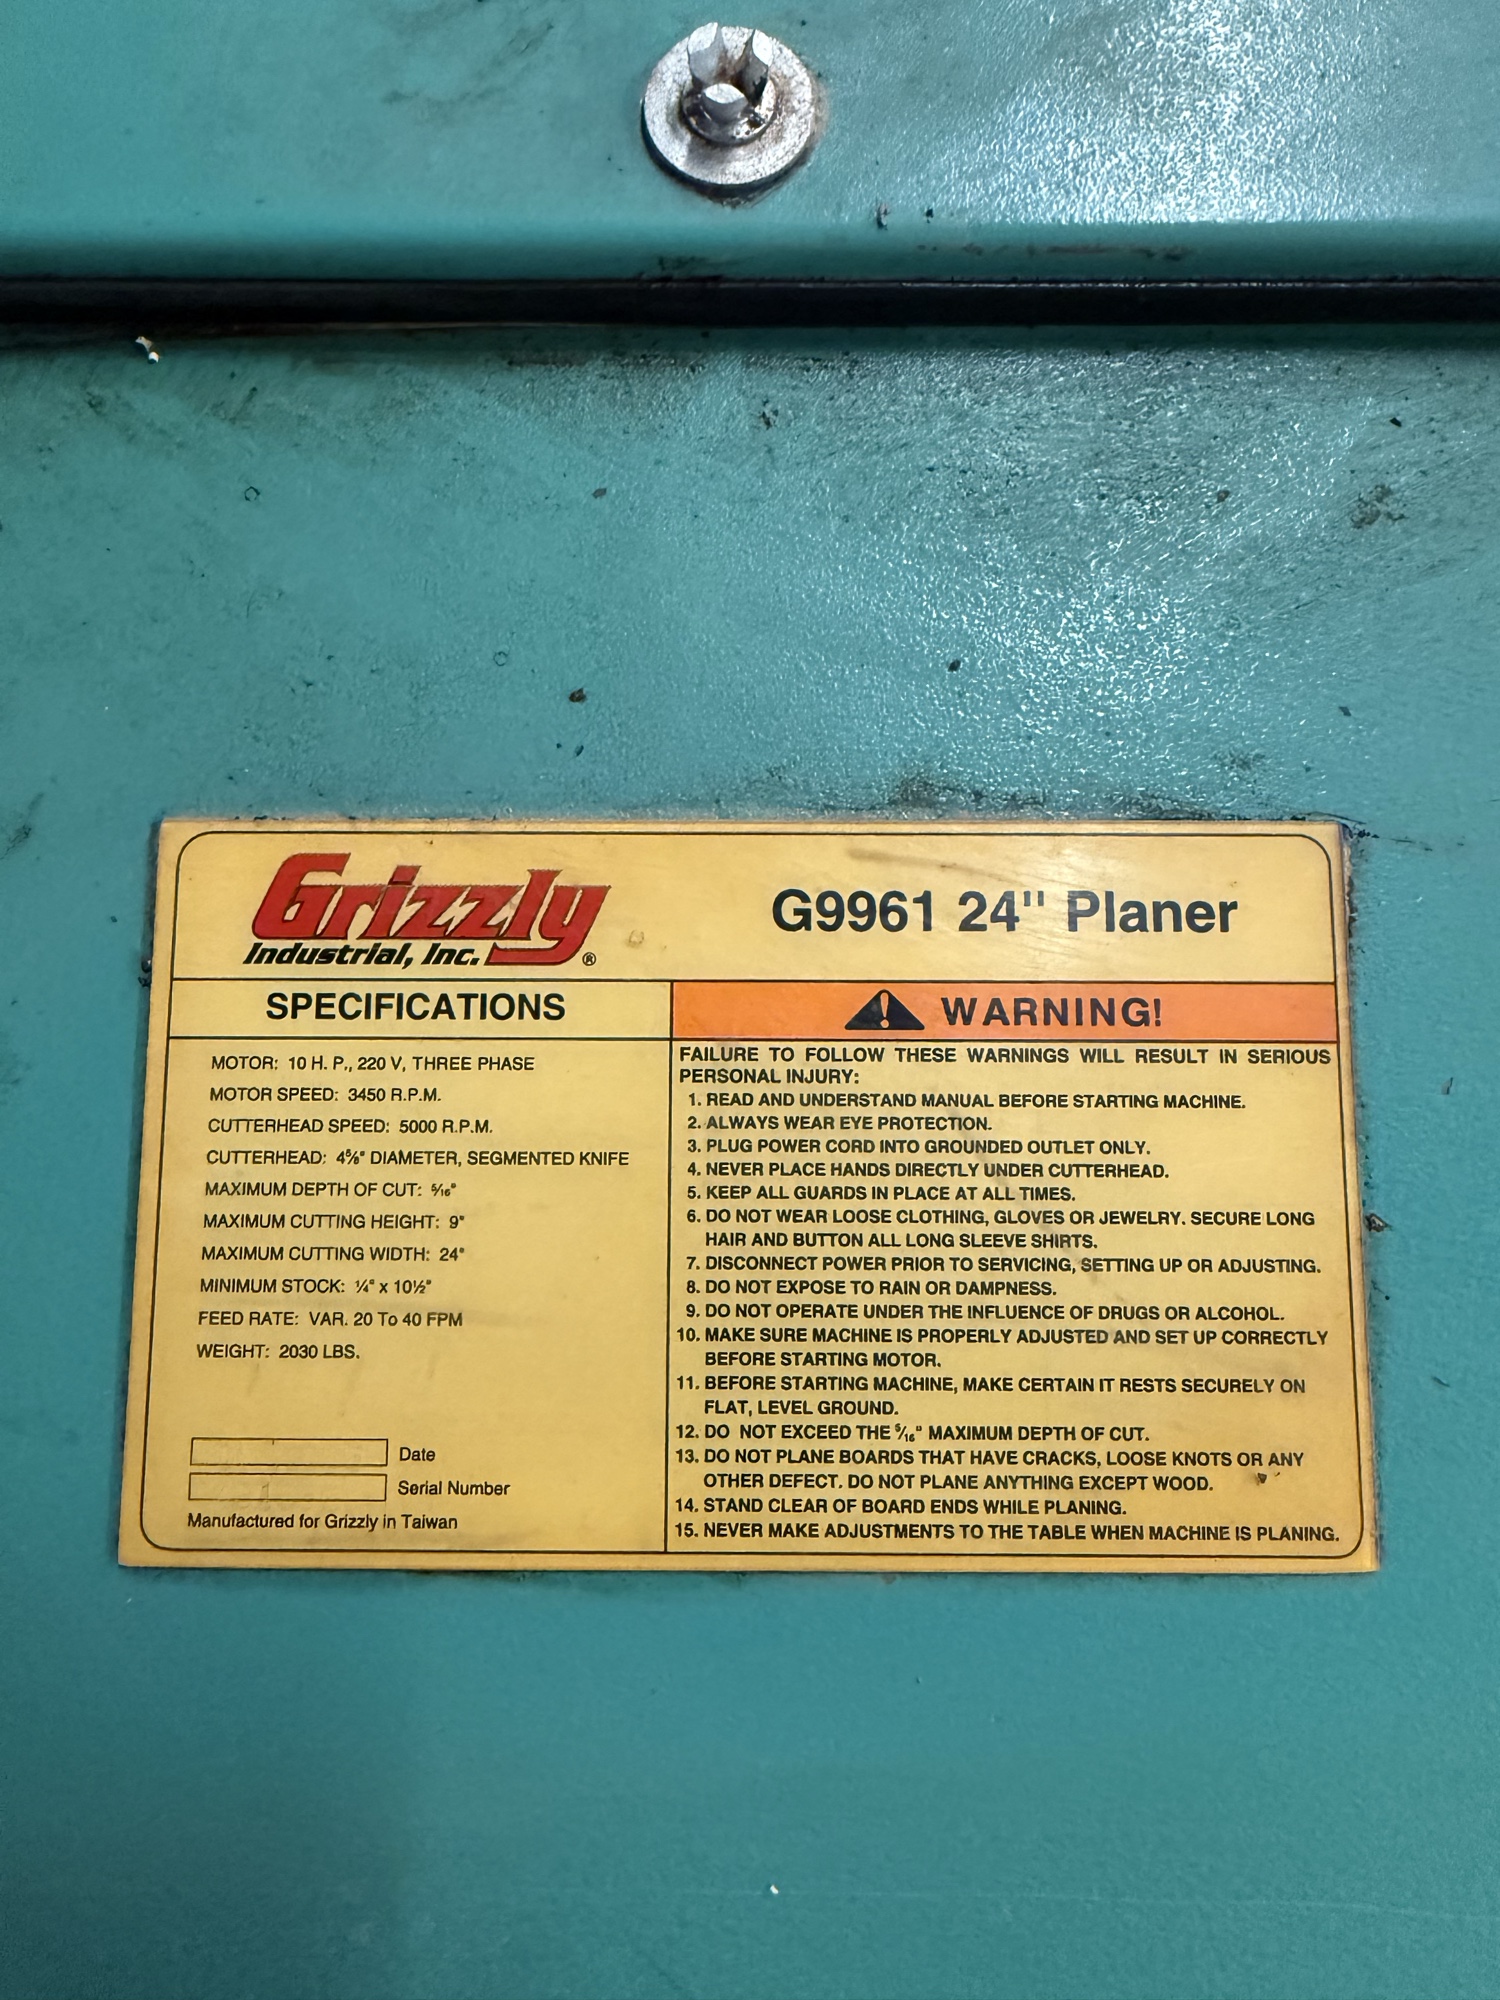 Grizzly
Industrial, Inc. ®
G9961 24" Planer
SPECIFICATIONS
MOTOR: 10 H. P., 220 V, THREE PHASE
MOTOR SPEED: 3450 R.P.M.
CUTTERHEAD SPEED: 5000 R.P.M.
CUTTERHEAD: 4⅝" DIAMETER, SEGMENTED KNIFE
MAXIMUM DEPTH OF CUT: 5/16"
MAXIMUM CUTTING HEIGHT: 9"
MAXIMUM CUTTING WIDTH: 24"
MINIMUM STOCK: ¼" x 10½"
FEED RATE: VAR. 20 To 40 FPM
WEIGHT: 2030 LBS.
Date
Serial Number
Manufactured for Grizzly in Taiwan
WARNING!
FAILURE TO FOLLOW THESE WARNINGS WILL RESULT IN SERIOUS
PERSONAL INJURY:
1. READ AND UNDERSTAND MANUAL BEFORE STARTING MACHINE.
2. ALWAYS WEAR EYE PROTECTION.
3. PLUG POWER CORD INTO GROUNDED OUTLET ONLY.
4. NEVER PLACE HANDS DIRECTLY UNDER CUTTERHEAD.
5. KEEP ALL GUARDS IN PLACE AT ALL TIMES.
6. DO NOT WEAR LOOSE CLOTHING, GLOVES OR JEWELRY. SECURE LONG
HAIR AND BUTTON ALL LONG SLEEVE SHIRTS.
7. DISCONNECT POWER PRIOR TO SERVICING, SETTING UP OR ADJUSTING.
8. DO NOT EXPOSE TO RAIN OR DAMPNESS.
9. DO NOT OPERATE UNDER THE INFLUENCE OF DRUGS OR ALCOHOL.
10. MAKE SURE MACHINE IS PROPERLY ADJUSTED AND SET UP CORRECTLY
BEFORE STARTING MOTOR.
11. BEFORE STARTING MACHINE, MAKE CERTAIN IT RESTS SECURELY ON
FLAT, LEVEL GROUND.
12. DO NOT EXCEED THE 5/16" MAXIMUM DEPTH OF CUT.
13. DO NOT PLANE BOARDS THAT HAVE CRACKS, LOOSE KNOTS OR ANY
OTHER DEFECT. DO NOT PLANE ANYTHING EXCEPT WOOD.
14. STAND CLEAR OF BOARD ENDS WHILE PLANING.
15. NEVER MAKE ADJUSTMENTS TO THE TABLE WHEN MACHINE IS PLANING.